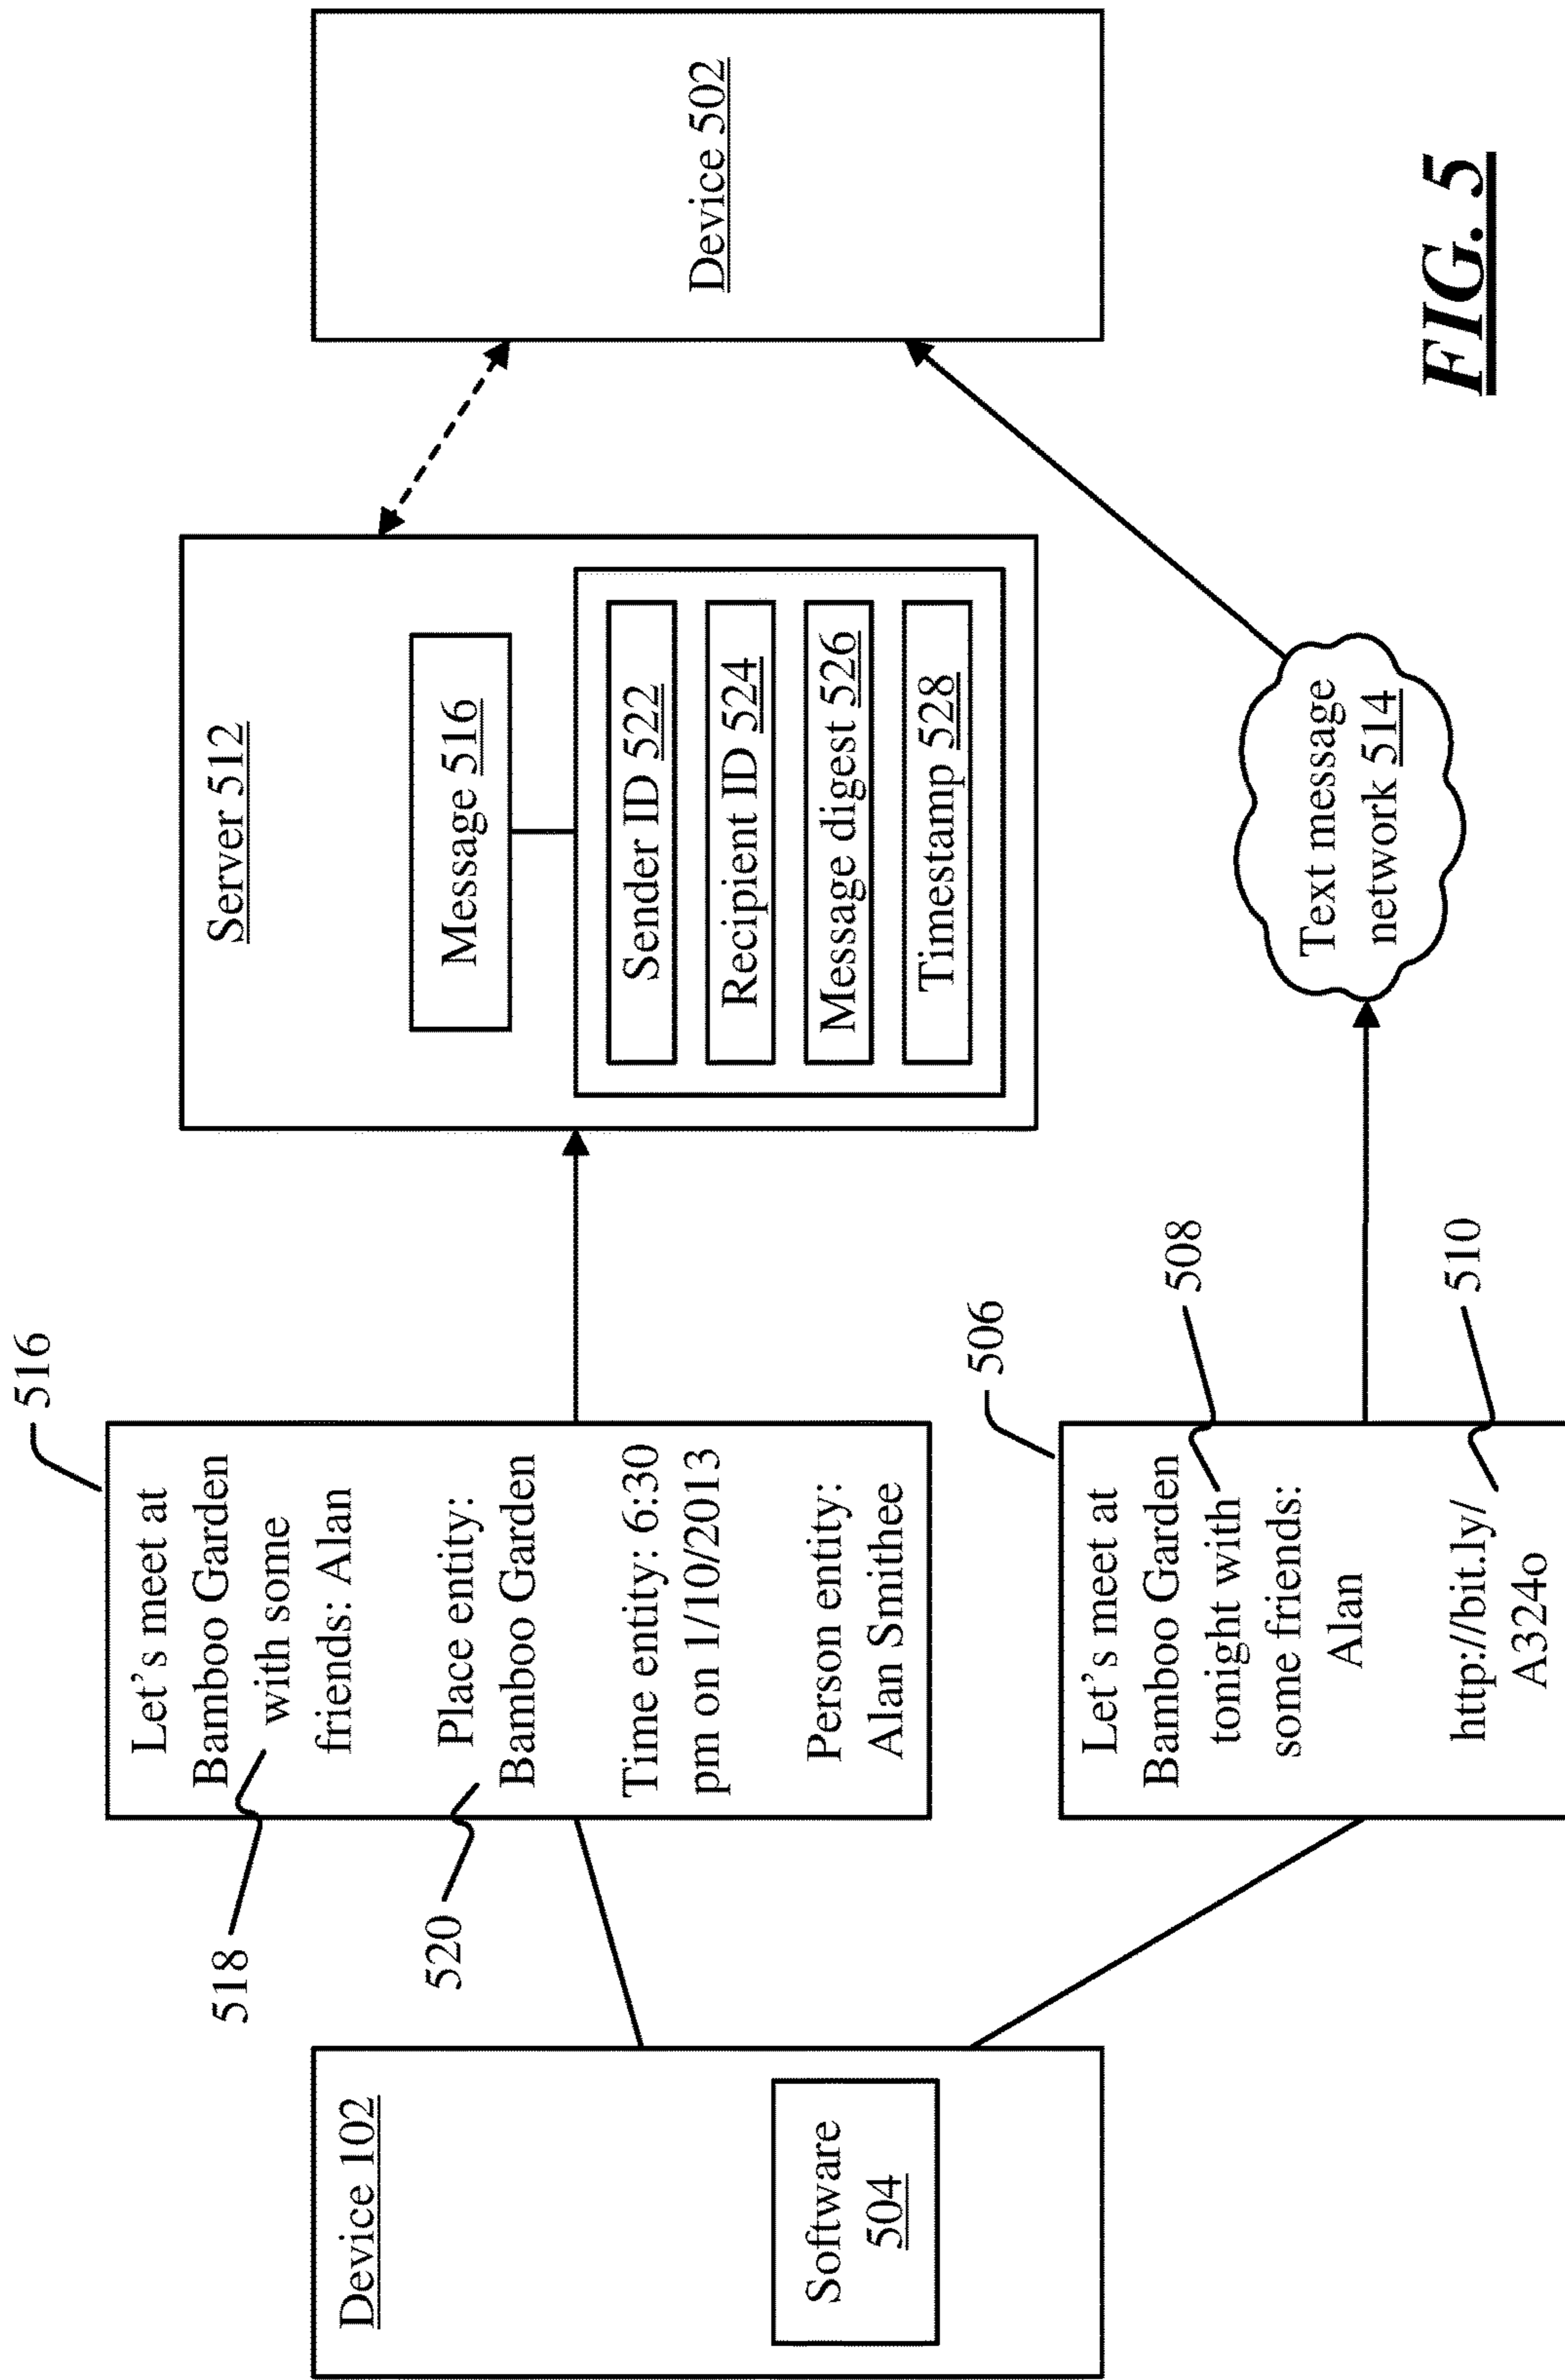 Device 102
Software
504
518
520
516
Let's meet at
Bamboo Garden
with some
friends: Alan
Place entity:
Bamboo Garden
Time entity: 6:30
pm on 1/10/2013
Person entity:
Alan Smithee
506
508
510
Let's meet at
Bamboo Garden
tonight with
some friends:
Alan
http://bit.ly/
A324o
Server 512
Message 516
Sender ID 522
Recipient ID 524
Message digest 526
Timestamp 528
Text message
network 514
Device 502
FIG. 5